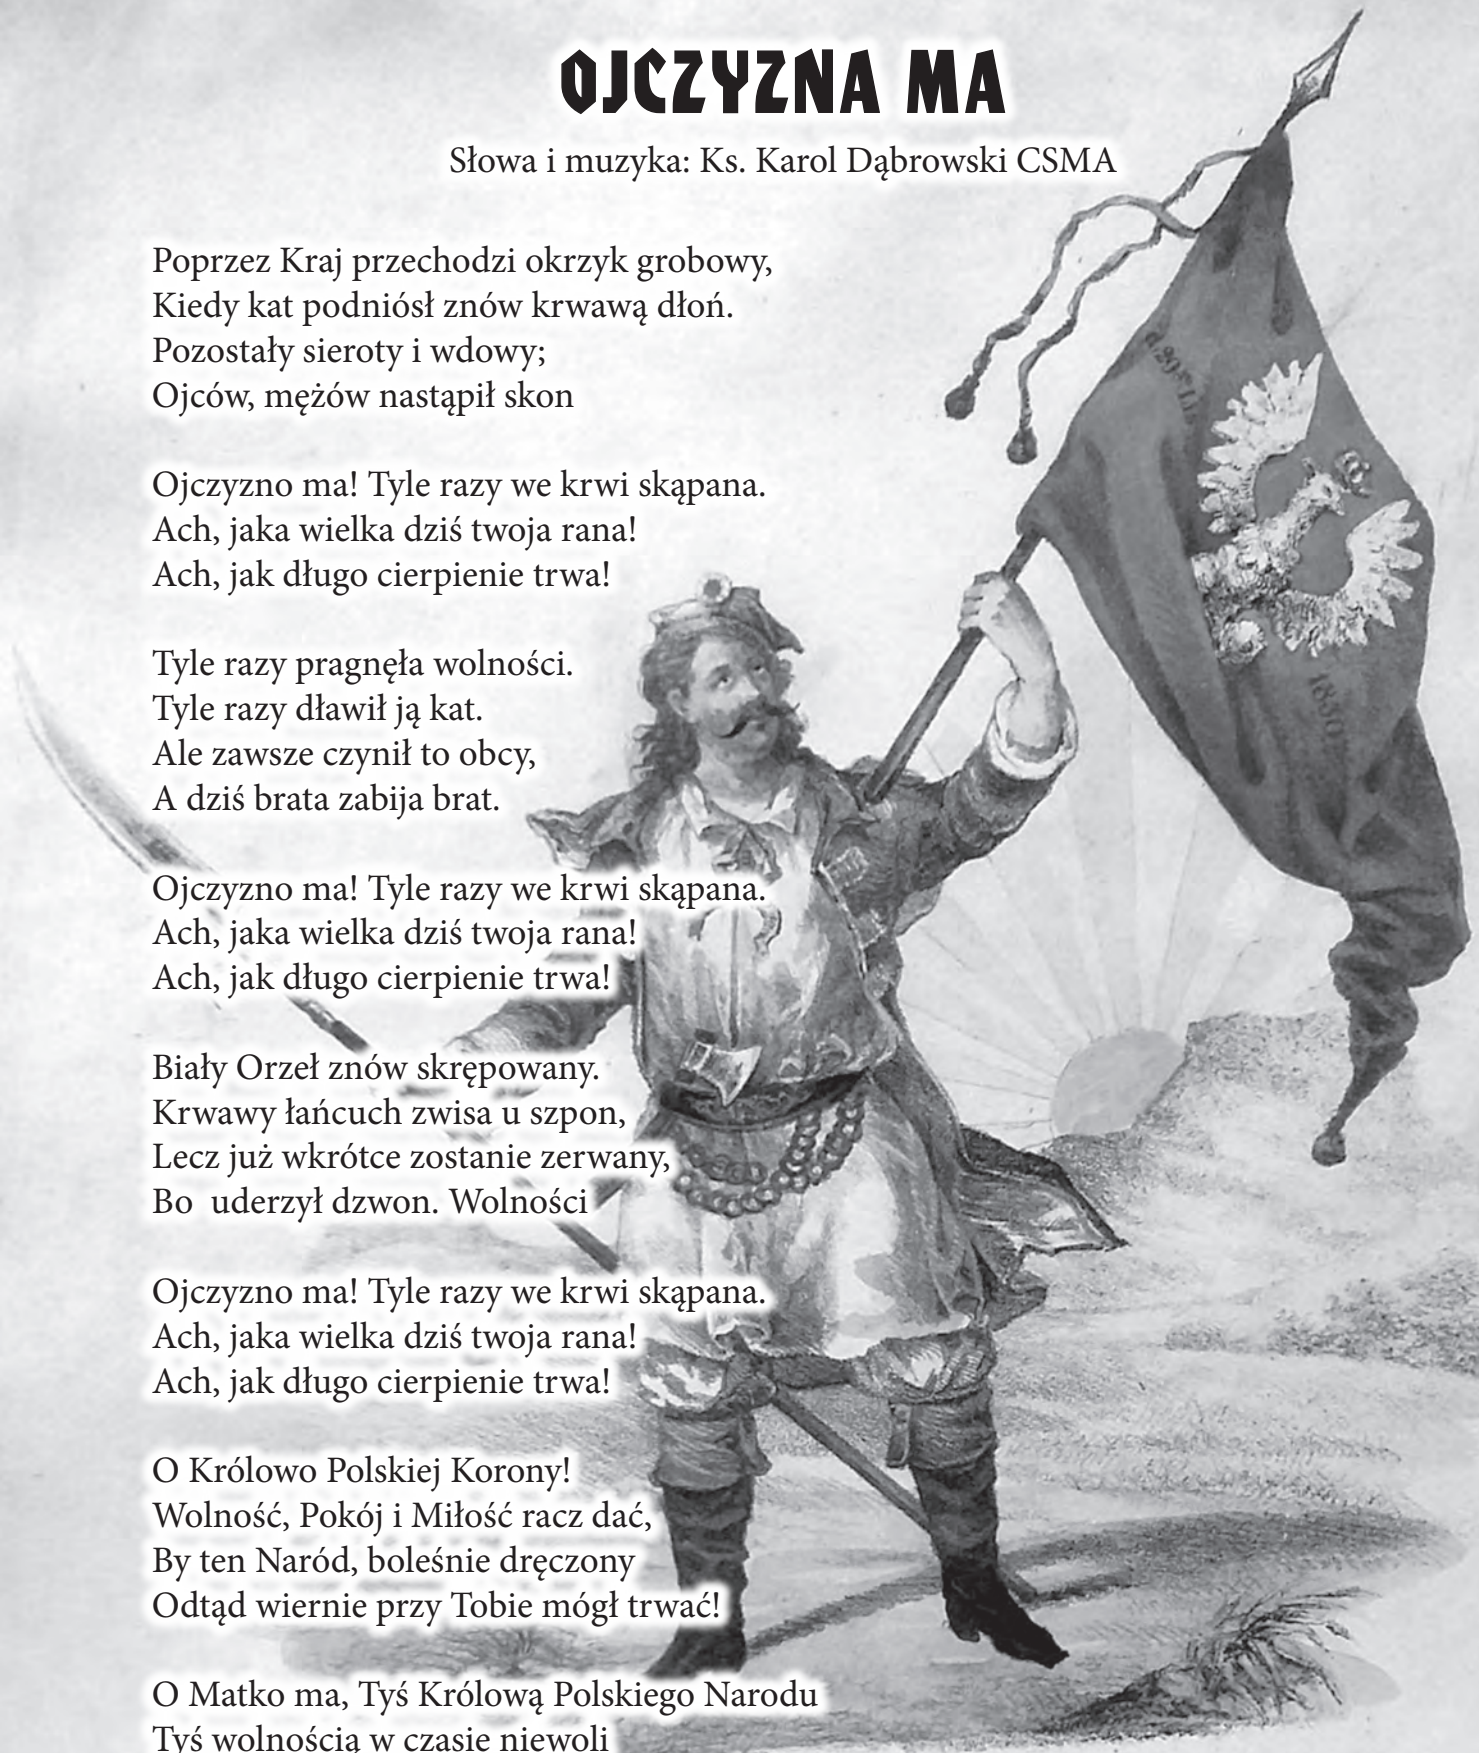 OJCZYZNA MA
Słowa i muzyka: Ks. Karol Dąbrowski CSMA
Poprzez Kraj przechodzi okrzyk grobowy,
Kiedy kat podniósł znów krwawą dłoń.
Pozostały sieroty i wdowy;
Ojców, mężów nastąpił skon
Ojczyzno ma! Tyle razy we krwi skąpana.
Ach, jaka wielka dziś twoja rana!
Ach, jak długo cierpienie trwa!
Tyle razy pragnęła wolności.
Tyle razy dławił ją kat.
Ale zawsze czynił to obcy,
A dziś brata zabija brat.
Ojczyzno ma! Tyle razy we krwi skąpana.
Ach, jaka wielka dziś twoja rana!
Ach, jak długo cierpienie trwa!
Biały Orzeł znów skrępowany.
Krwawy łańcuch zwisa u szpon,
Lecz już wkrótce zostanie zerwany,
Bo  uderzył dzwon. Wolności
Ojczyzno ma! Tyle razy we krwi skąpana.
Ach, jaka wielka dziś twoja rana!
Ach, jak długo cierpienie trwa!
O Królowo Polskiej Korony!
Wolność, Pokój i Miłość racz dać,
By ten Naród, boleśnie dręczony
Odtąd wiernie przy Tobie mógł trwać!
O Matko ma, Tyś Królową Polskiego Narodu
Tyś wolnością w czasie niewoli
d 29 Lis
1830